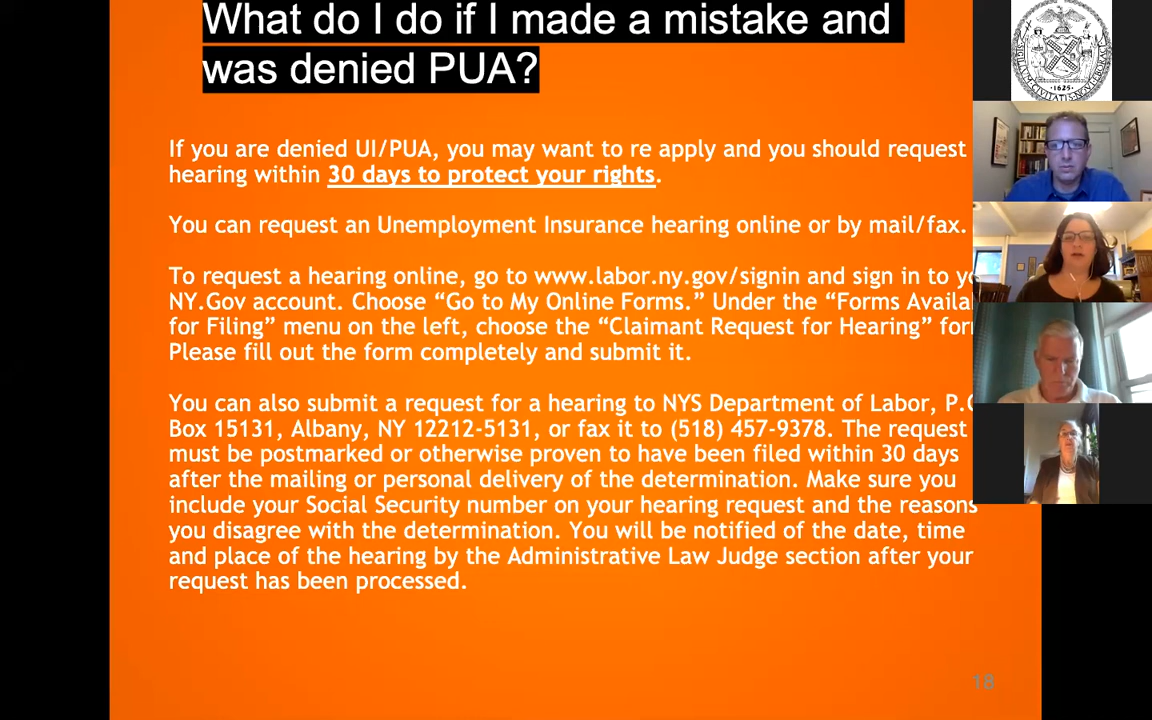 What do I do if I made a mistake and
was denied PUA?
If you are denied UI/PUA, you may want to re apply and you should request
hearing within 30 days to protect your rights.
You can request an Unemployment Insurance hearing online or by mail/fax.
To request a hearing online, go to www.labor.ny.gov/signin and sign in to
NY.Gov account. Choose “Go to My Online Forms.” Under the “Forms
for Filing” menu on the left, choose the “Claimant Request for Hearing”
Please fill out the form completely and submit it.
You can also submit a request for a hearing to NYS Department of Labor,
Box 15131, Albany, NY 12212-5131, or fax it to (518) 457-9378. The request
must be postmarked or otherwise proven to have been filed within 30 days
after the mailing or personal delivery of the determination. Make sure you
include your Social Security number on your hearing request and the reasons
you disagree with the determination. You will be notified of the date, time
and place of the hearing by the Administrative Law Judge section after your
request has been processed.
18
SIGILLUM CIVITATIS NOVI EBORACI
1625